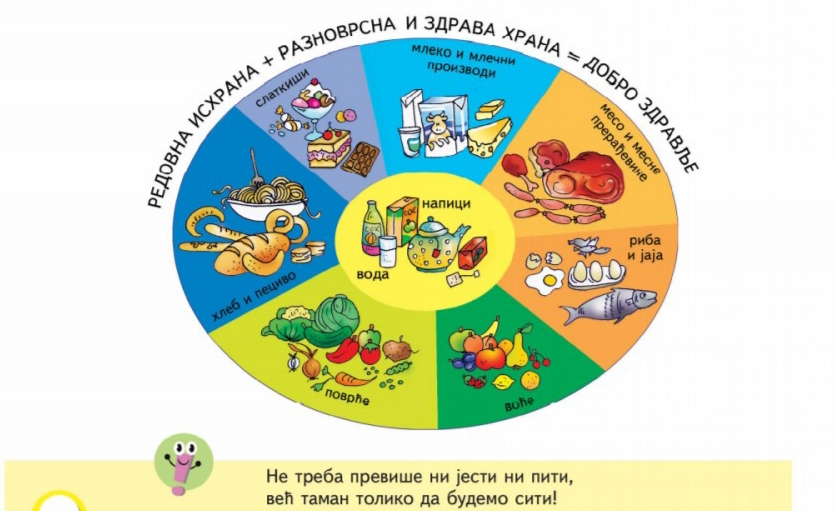 РЕДОВНА ИСХРАНА + РАЗНОВРСНА И ЗДРАВА ХРАНА = ДОБРО ЗДРАВЉЕ
слаткиши
млеко и млечни
производи
месо и месне
прерађевине
риба
и јаја
воће
поврће
хлеб и пециво
напици
вода
Не треба превише ни јести ни пити,
већ таман толико да будемо сити!